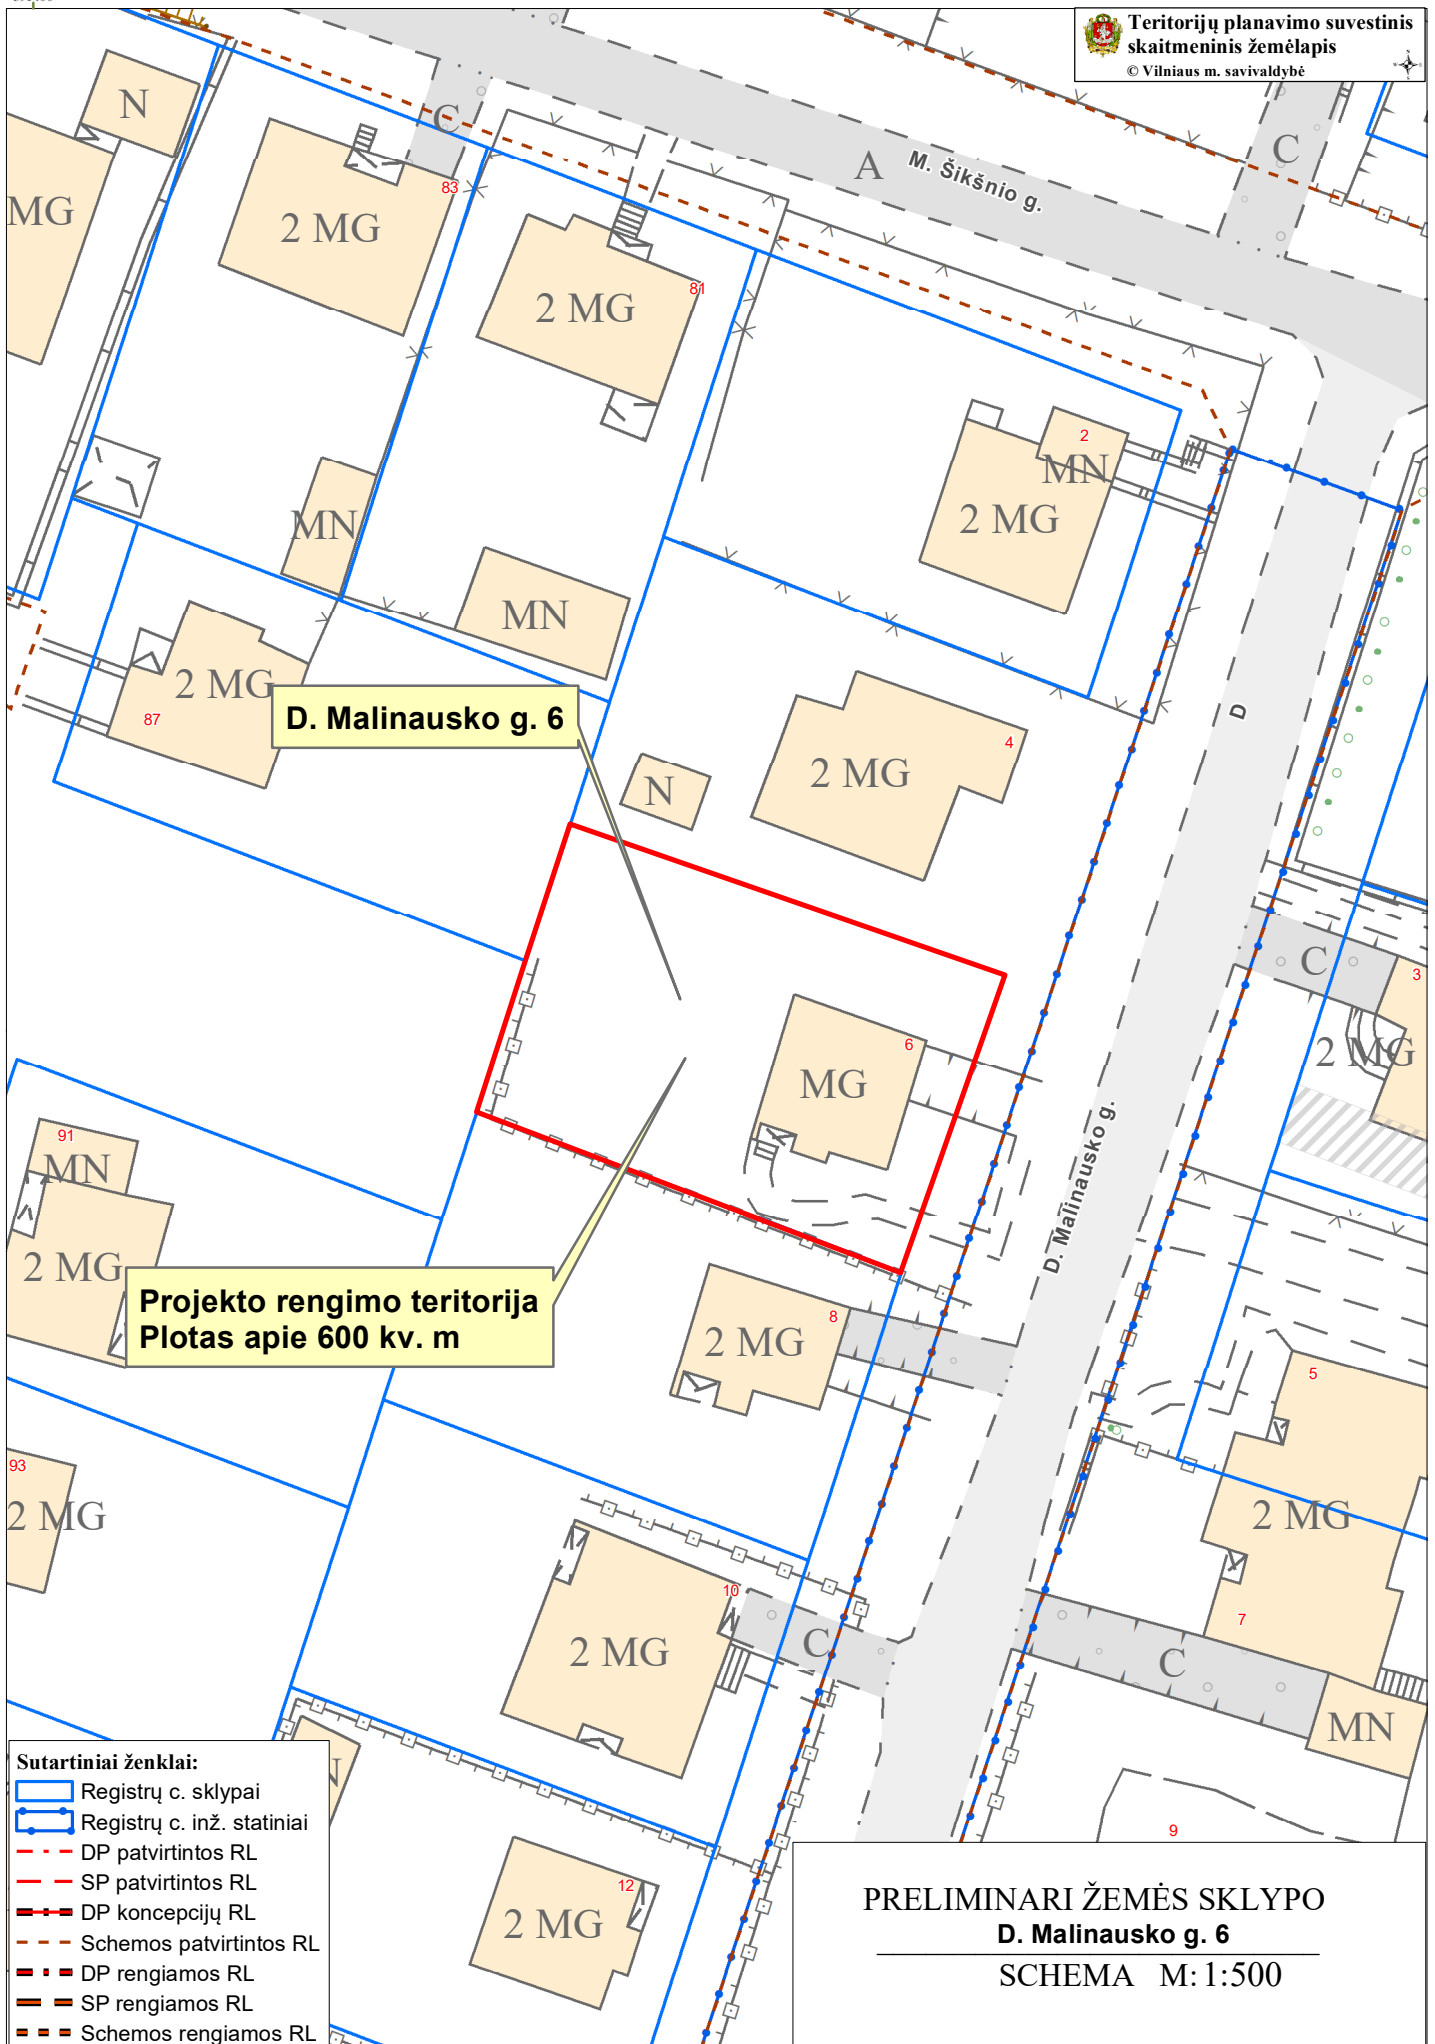 Teritorijų planavimo suvestinis
skaitmeninis žemėlapis
© Vilniaus m. savivaldybė
N
C
C
A
M. Šikšnio g.
MG
83
2 MG
81
2 MG
2
MN
2 MG
MN
MN
2 MG
87
D. Malinausko g. 6
4
2 MG
N
D
C
3
2 MG
6
MG
D. Malinausko g.
91
MN
2 MG
Projekto rengimo teritorija
Plotas apie 600 kv. m
8
2 MG
5
93
2 MG
2 MG
10
2 MG
C
7
C
MN
N
9
12
2 MG
Sutartiniai ženklai:
Registrų c. sklypai
Registrų c. inž. statiniai
DP patvirtintos RL
SP patvirtintos RL
DP koncepcijų RL
Schemos patvirtintos RL
DP rengiamos RL
SP rengiamos RL
Schemos rengiamos RL
PRELIMINARI ŽEMĖS SKLYPO
D. Malinausko g. 6
SCHEMA M: 1:500